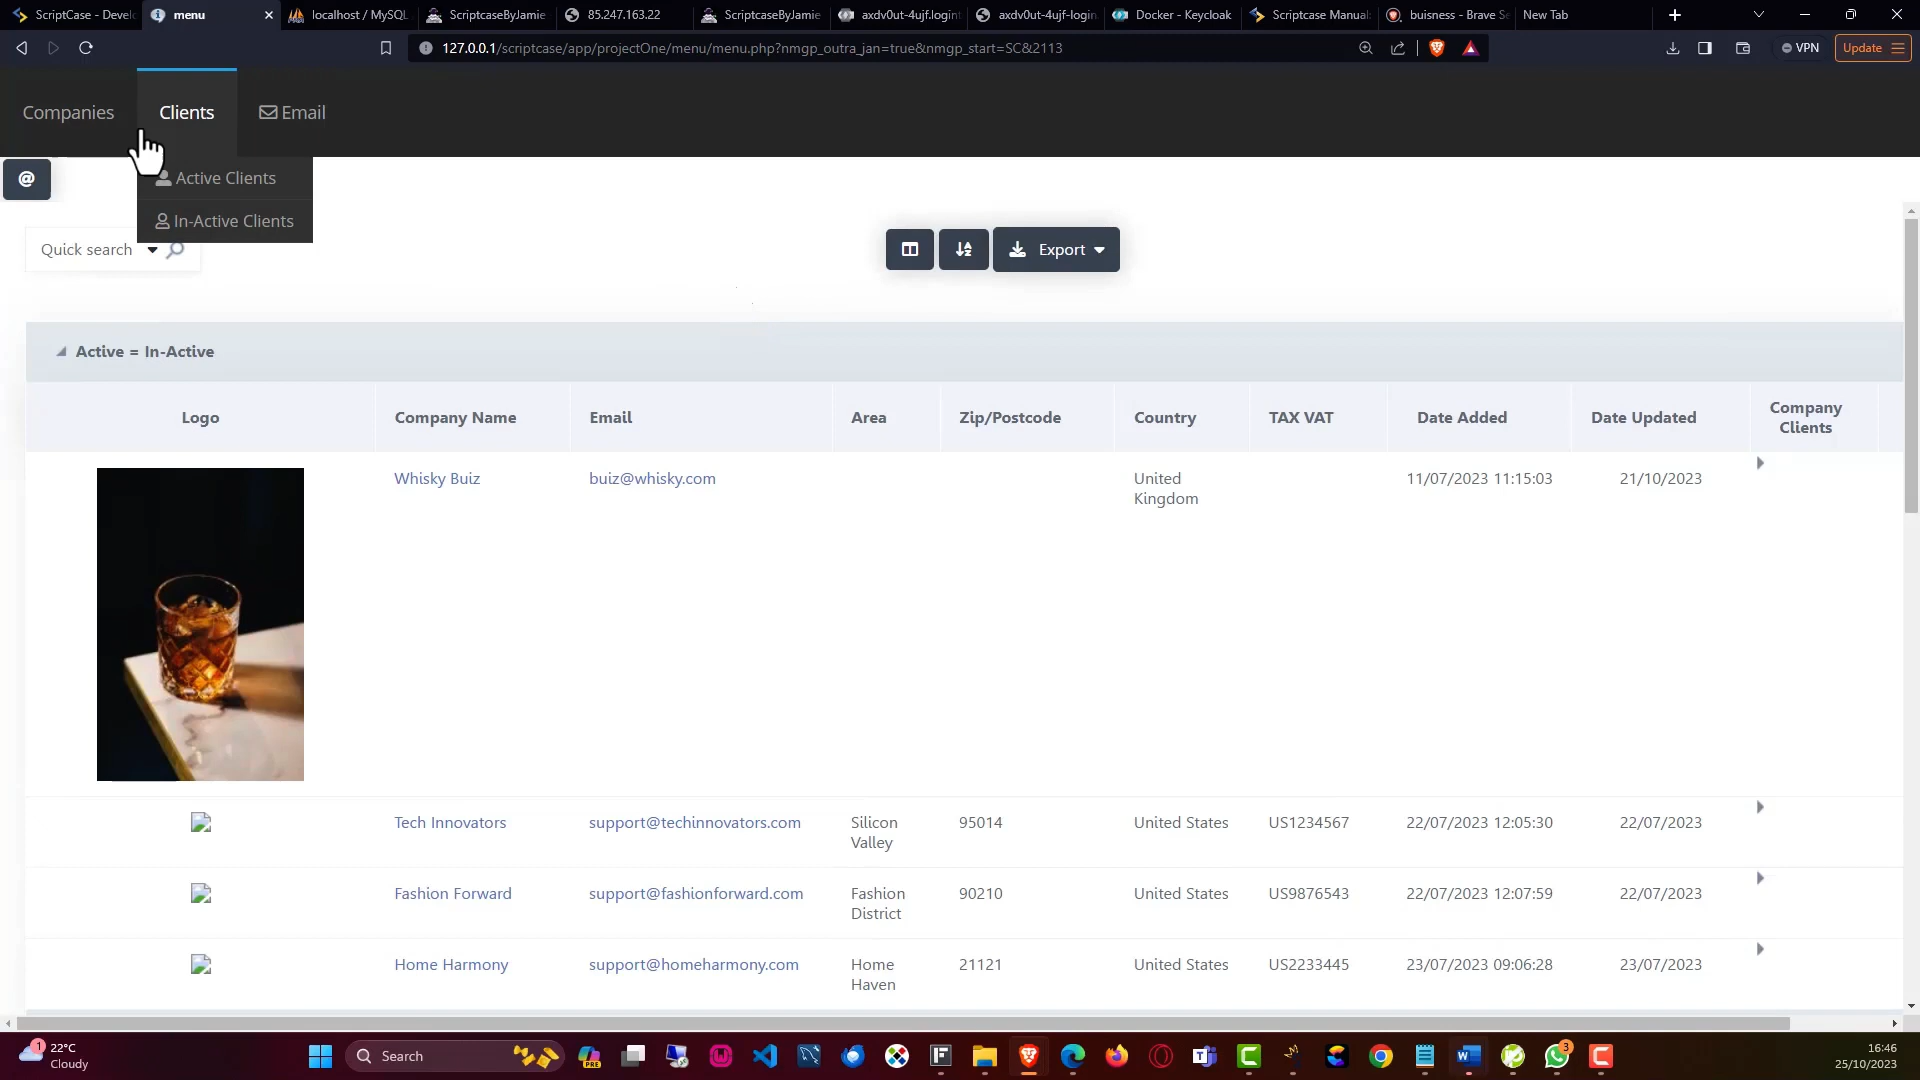 ScriptCase - Develo
menu
localhost / MySQL
ScriptcaseByJamie
85.247.163.22
ScriptcaseByJamie
axdv0ut-4ujf.logint
axdv0ut-4ujf-login.
Docker - Keycloak
Scriptcase Manual:
buisness - Brave Se
New Tab
127.0.0.1/scriptcase/app/projectOne/menu/menu.php?nmgp_outra_jan=true&nmgp_start=SC&2113
VPN
Update
Companies
Clients
Email
@
Active Clients
In-Active Clients
Quick search
Export
Active = In-Active
Logo Company Name Email Area Zip/Postcode Country TAX VAT Date Added Date Updated Company
Clients
Whisky Buiz buiz@whisky.com United 11/07/2023 11:15:03 21/10/2023
Kingdom
Tech Innovators support@techinnovators.com Silicon 95014 United States US1234567 22/07/2023 12:05:30 22/07/2023
Valley
Fashion Forward support@fashionforward.com Fashion 90210 United States US9876543 22/07/2023 12:07:59 22/07/2023
District
Home Harmony support@homeharmony.com Home 21121 United States US2233445 23/07/2023 09:06:28 23/07/2023
Haven
1
22°C
Cloudy
Search
PRE
3
16:46
25/10/2023